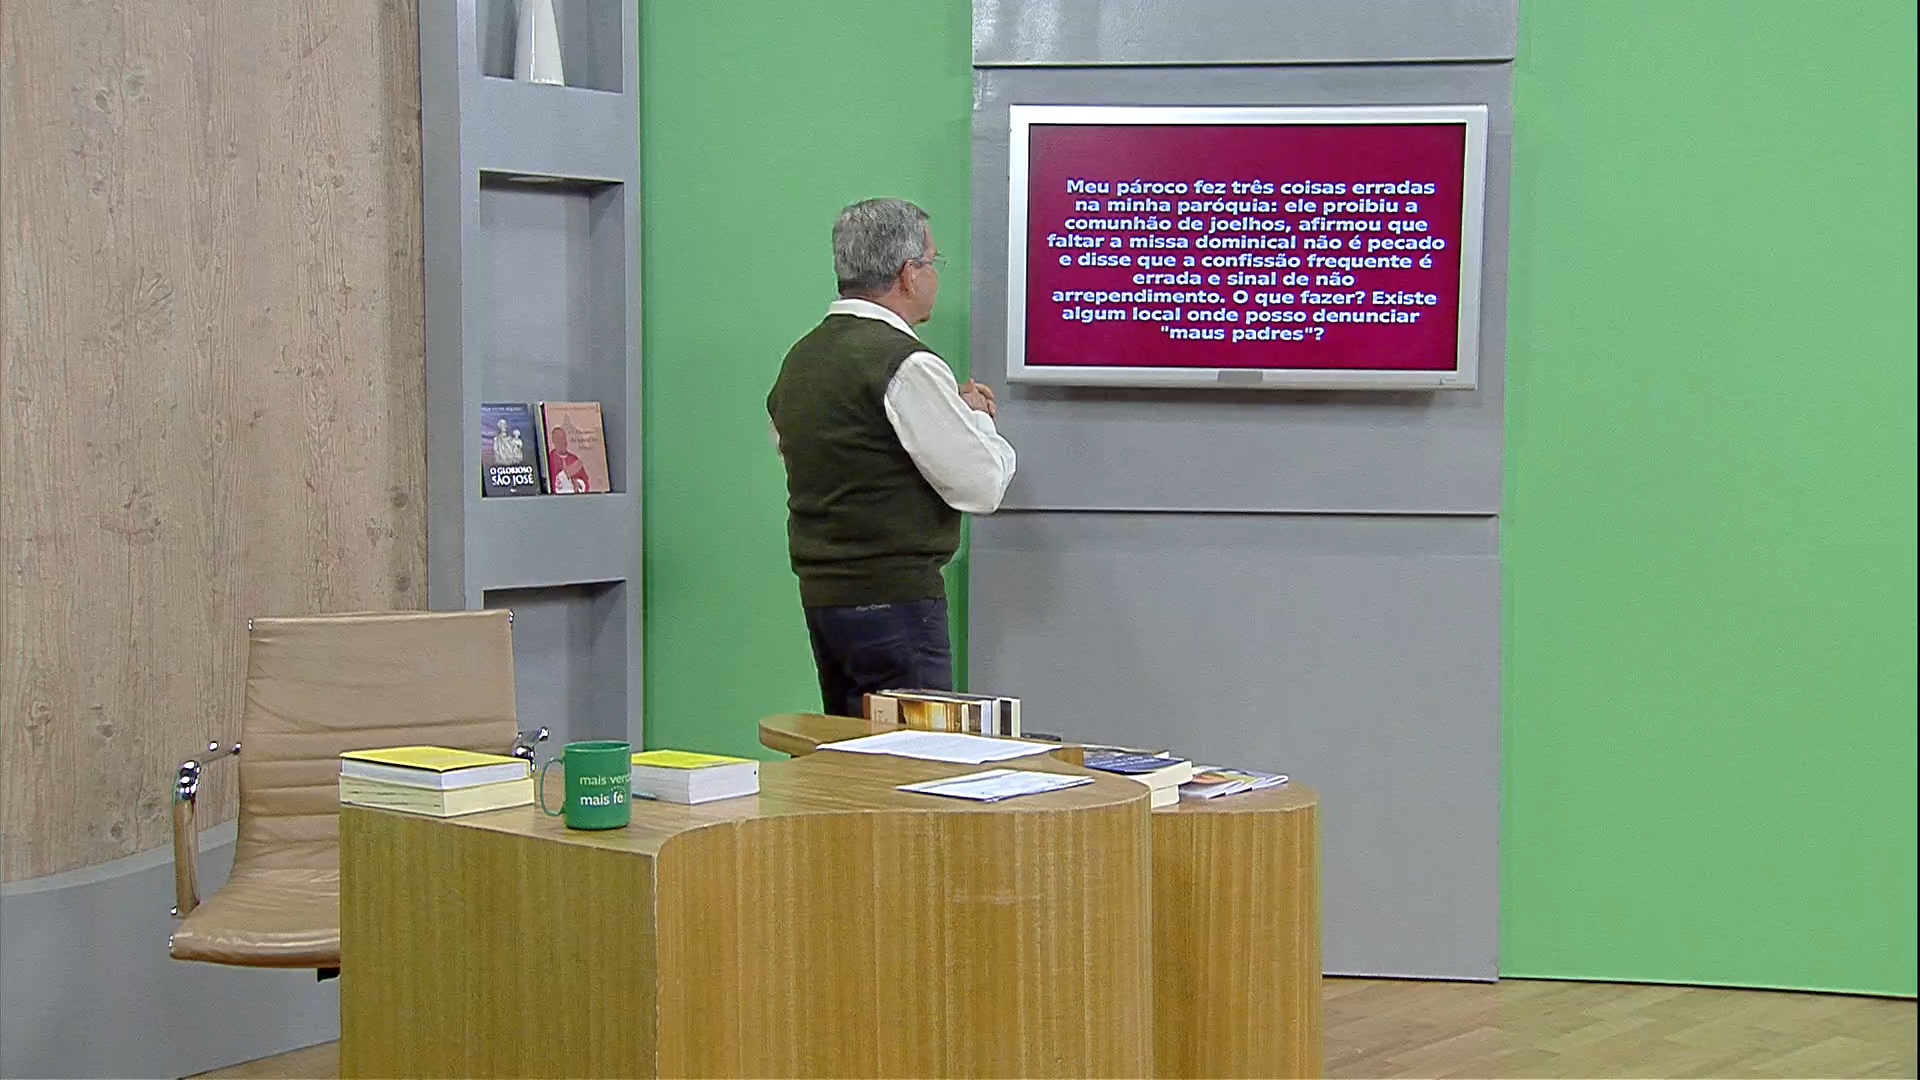 Meu pároco fez três coisas erradas
na minha paróquia: ele proibiu a
comunhão de joelhos, afirmou que
faltar a missa dominical não é pecado
e disse que a confissão frequente é
errada e sinal de não
arrependimento. O que fazer? Existe
algum local onde posso denunciar
"maus padres"?
O GLORIOSO
SÃO JOSÉ
mais
mais fé